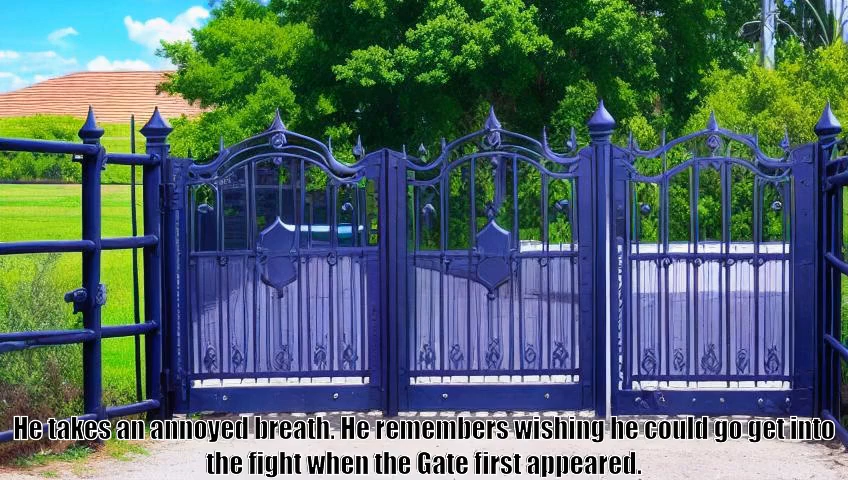 He takes an annoyed breath. He remembers wishing he could go get into
the fight when the Gate first appeared.